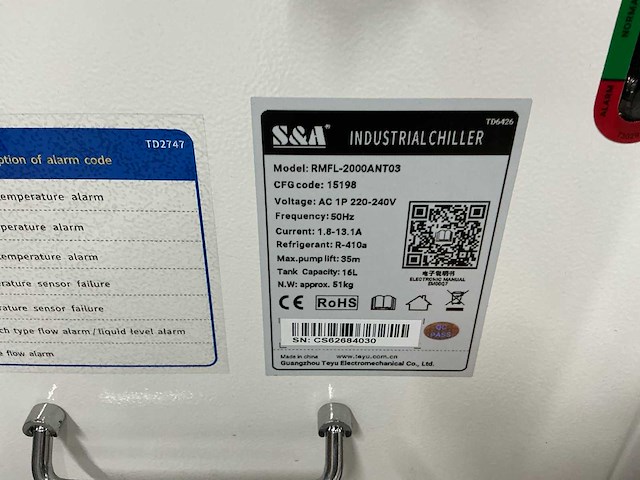 NORMA
ALARM
TD2747
ption of alarm code
emperature alarm
perature alarm
emperature alarm
rature sensor failure
rature sensor failure
ch type flow alarm / liquid level alarm
e flow alarm
TD6426
S&A® INDUSTRIAL CHILLER
Model: RMFL-2000ANT03
CFG code: 15198
Voltage: AC 1P 220-240V
Frequency: 50Hz
Current: 1.8-13.1A
Refrigerant: R-410a
Max.pump lift: 35m
Tank Capacity: 16L
N.W: approx. 51kg
电子说明书
ELECTRONIC MANUAL
CE RoHS
QC
PASS
SN: CS62684030
Made in china www.teyu.com.cn
Guangzhou Teyu Electromechanical Co., Ltd.